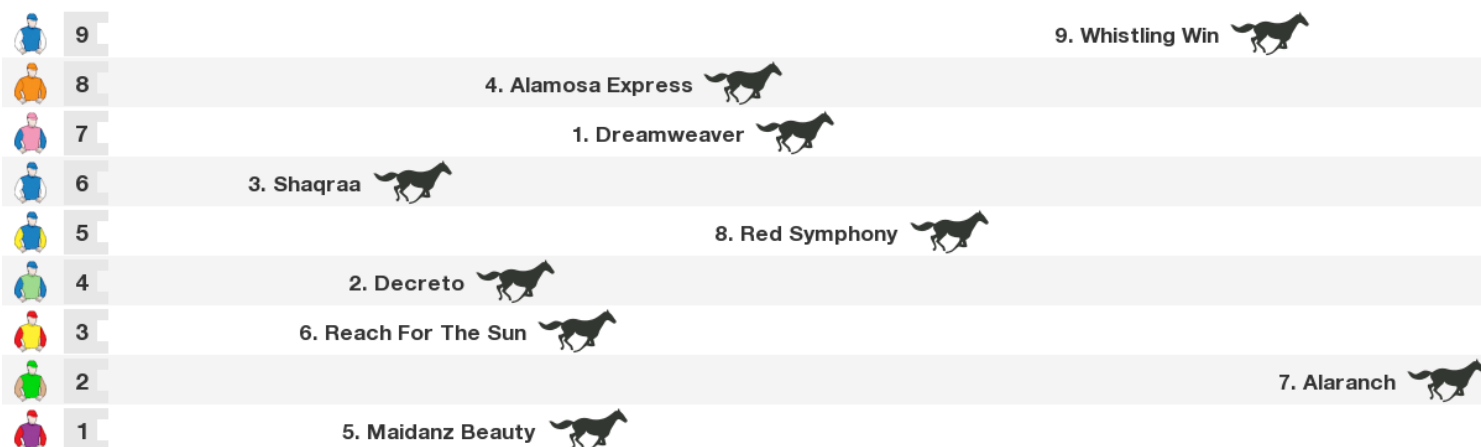 9 9. Whistling Win
8 4. Alamosa Express
7 1. Dreamweaver
6 3. Shaqraa
5 8. Red Symphony
4 2. Decreto
3 6. Reach For The Sun
2 7. Alaranch
1 5. Maidanz Beauty